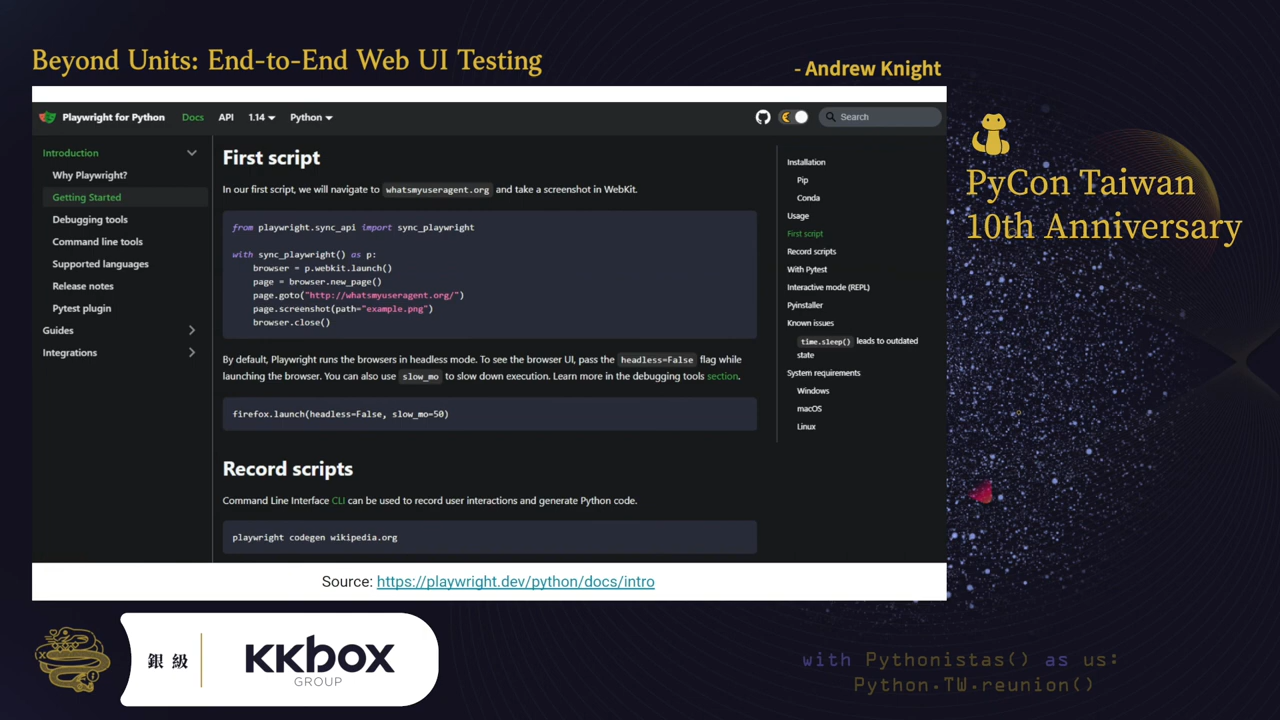 Beyond Units: End-to-End Web UI Testing
- Andrew Knight
Playwright for Python Docs API 1.14 Python
Search
Introduction
Why Playwright?
Getting Started
Debugging tools
Command line tools
Supported languages
Release notes
Pytest plugin
Guides
Integrations
First script
In our first script, we will navigate to whatsmyuseragent.org and take a screenshot in WebKit.
from playwright.sync_api import sync_playwright
with sync_playwright() as p:
browser = p.webkit.launch()
page = browser.new_page()
page.goto("http://whatsmyuseragent.org/")
page.screenshot(path="example.png")
browser.close()
By default, Playwright runs the browsers in headless mode. To see the browser UI, pass the headless=False flag while
launching the browser. You can also use slow_mo to slow down execution. Learn more in the debugging tools section.
firefox.launch(headless=False, slow_mo=50)
Record scripts
Command Line Interface CLI can be used to record user interactions and generate Python code.
playwright codegen wikipedia.org
Installation
Pip
Conda
Usage
First script
Record scripts
With Pytest
Interactive mode (REPL)
Pyinstaller
Known issues
time.sleep() leads to outdated
state
System requirements
Windows
macOS
Linux
Source: https://playwright.dev/python/docs/intro
PyCon Taiwan
10th Anniversary
銀級
KKBOX
GROUP
with Pythonistas() as us:
Python.TW.reunion()